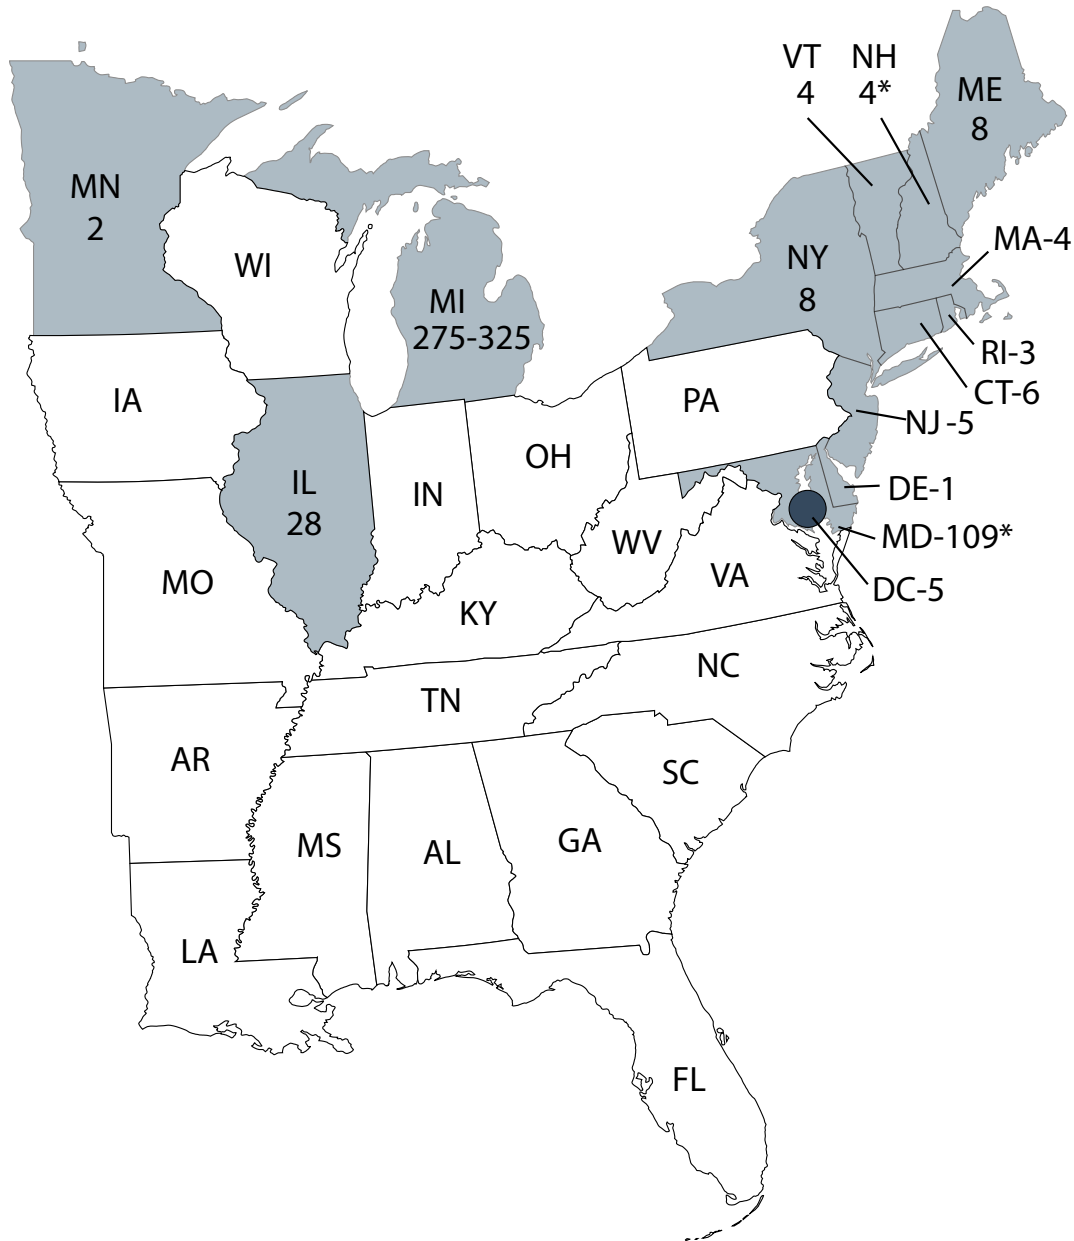 VT
4
NH
4*
ME
8
MN
2
MA-4
WI
NY
8
MI
275-325
RI-3
CT-6
IA
PA
NJ-5
OH
IL
28
IN
DE-1
MD-109*
WV
DC-5
MO
VA
KY
NC
TN
AR
SC
MS
AL
GA
LA
FL